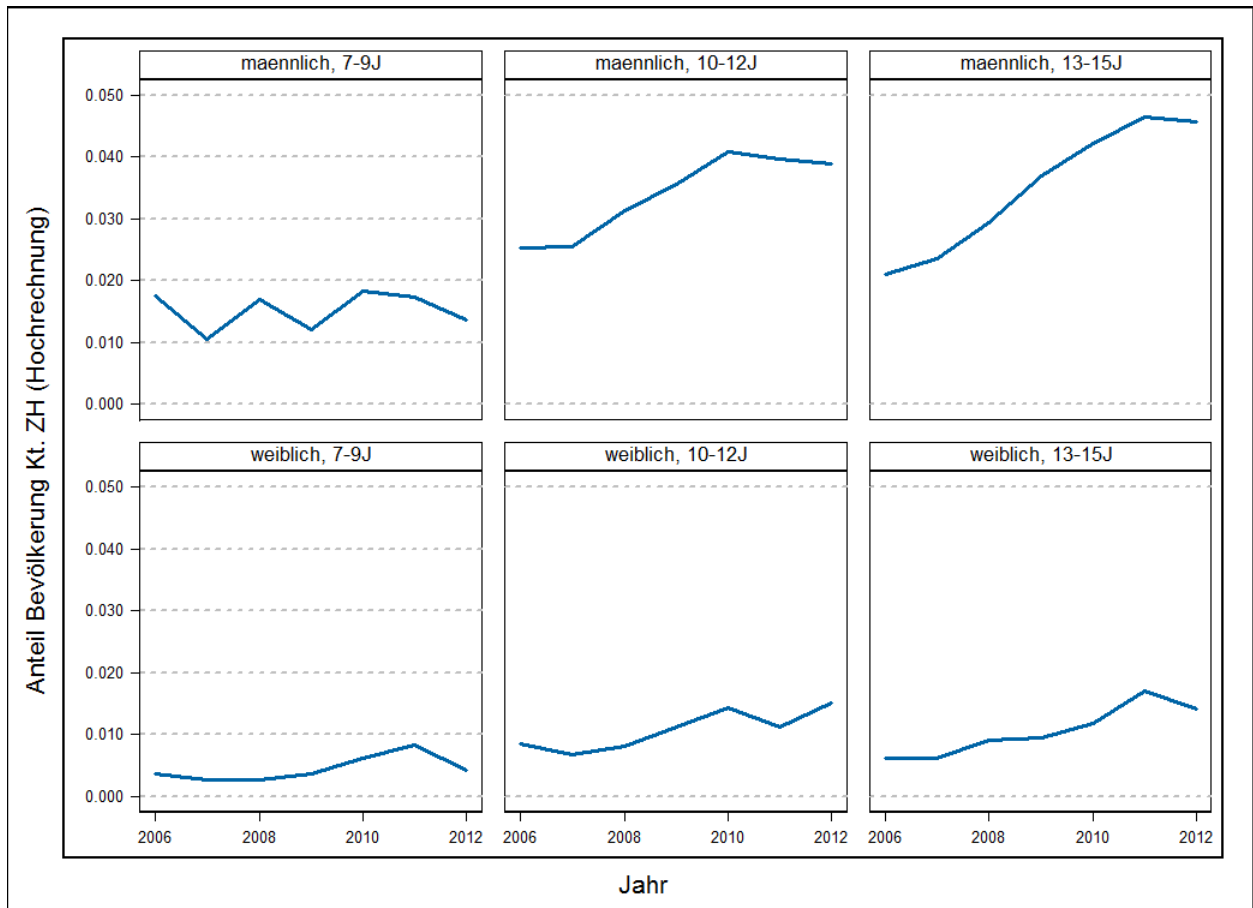 maennlich, 7-9J
maennlich, 10-12J
maennlich, 13-15J
0.050
0.040
0.030
0.020
0.010
0.000
weiblich, 7-9J
weiblich, 10-12J
weiblich, 13-15J
0.050
0.040
0.030
0.020
0.010
0.000
2006 2008 2010 2012
2006 2008 2010 2012
2006 2008 2010 2012
Jahr
Anteil Bevölkerung Kt. ZH (Hochrechnung)